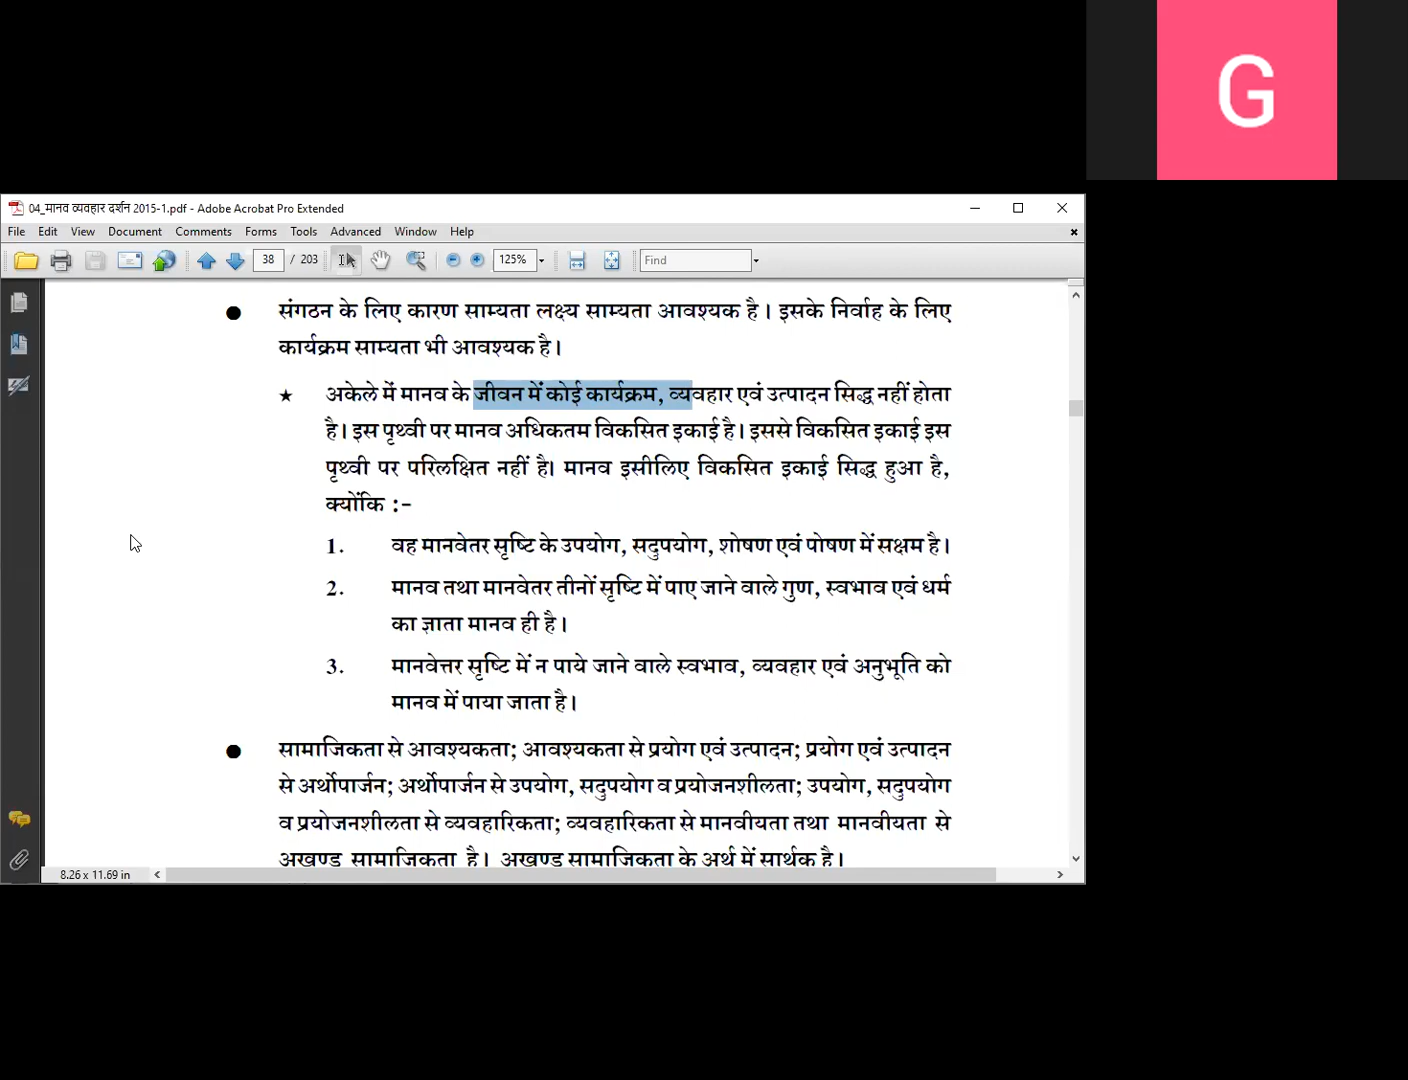 G
04_मानव व्यवहार दर्शन 2015-1.pdf - Adobe Acrobat Pro Extended
File Edit View Document Comments Forms Tools Advanced Window Help
38 / 203 125% Find
संगठन के लिए कारण साम्यता लक्ष्य साम्यता आवश्यक है। इसके निर्वाह के लिए
कार्यक्रम साम्यता भी आवश्यक है।
★ अकेले में मानव के जीवन में कोई कार्यक्रम, व्यवहार एवं उत्पादन सिद्ध नहीं होता
है। इस पृथ्वी पर मानव अधिकतम विकसित इकाई है। इससे विकसित इकाई इस
पृथ्वी पर परिलक्षित नहीं है। मानव इसीलिए विकसित इकाई सिद्ध हुआ है,
क्योंकि :-
1. वह मानवेतर सृष्टि के उपयोग, सदुपयोग, शोषण एवं पोषण में सक्षम है।
2. मानव तथा मानवेतर तीनों सृष्टि में पाए जाने वाले गुण, स्वभाव एवं धर्म
का ज्ञाता मानव ही है।
3. मानवेत्तर सृष्टि में न पाये जाने वाले स्वभाव, व्यवहार एवं अनुभूति को
मानव में पाया जाता है।
सामाजिकता से आवश्यकता; आवश्यकता से प्रयोग एवं उत्पादन; प्रयोग एवं उत्पादन
से अर्थोपार्जन; अर्थोपार्जन से उपयोग, सदुपयोग व प्रयोजनशीलता; उपयोग, सदुपयोग
व प्रयोजनशीलता से व्यवहारिकता; व्यवहारिकता से मानवीयता तथा मानवीयता से
अखण्ड सामाजिकता है। अखण्ड सामाजिकता के अर्थ में सार्थक है।
8.26 x 11.69 in